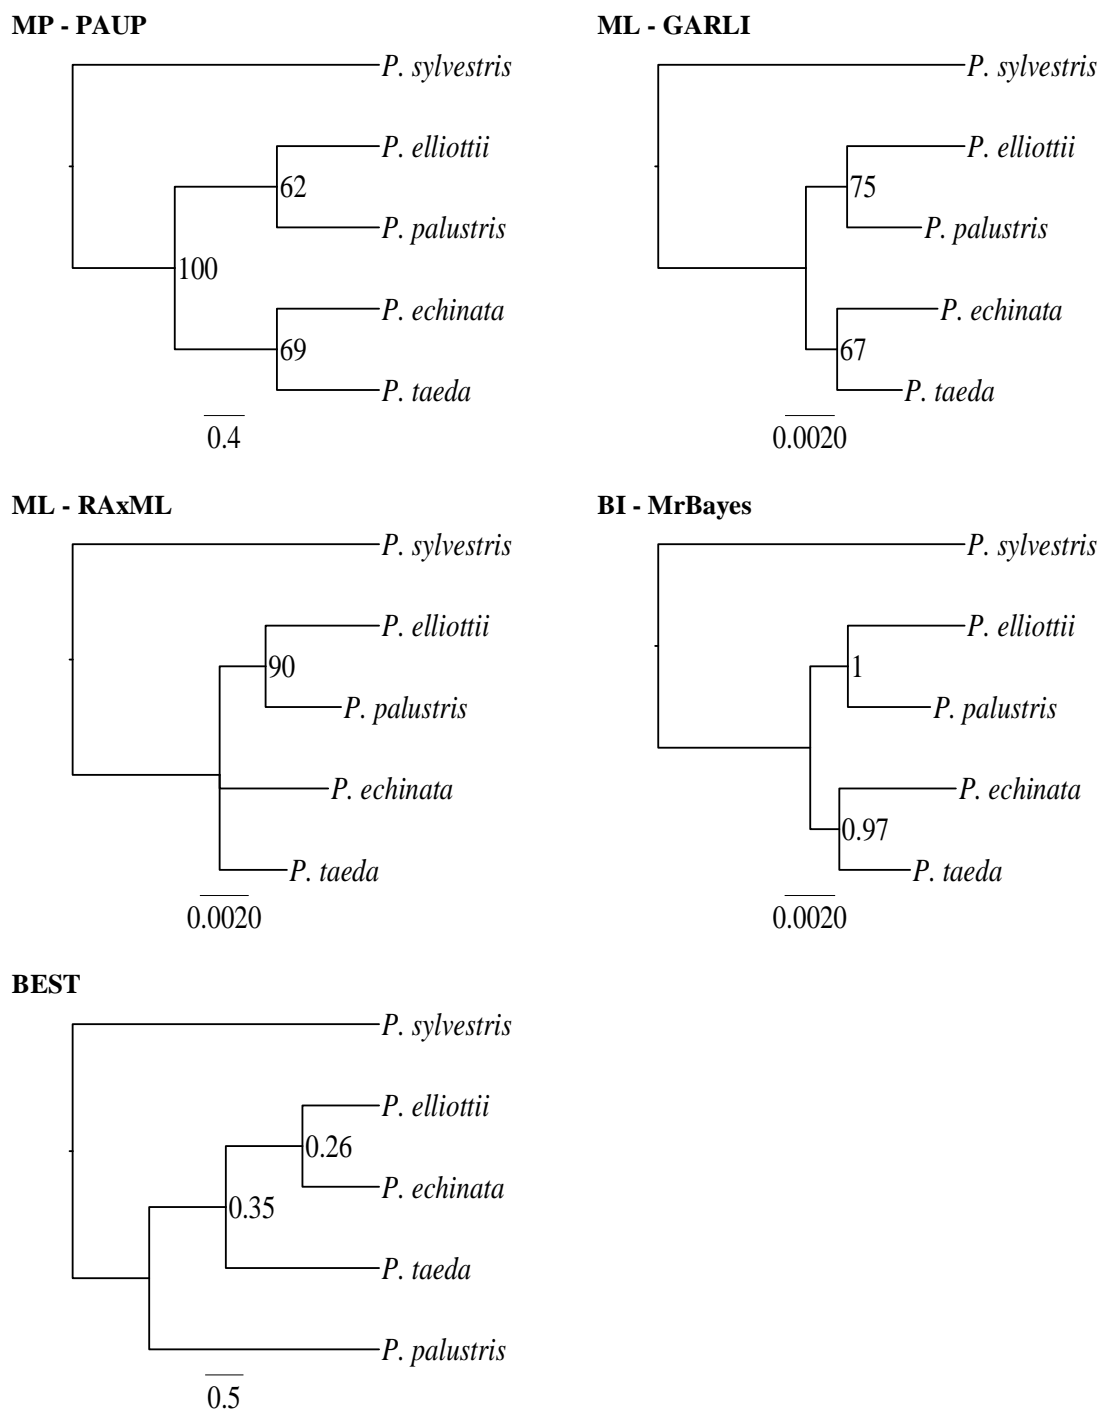 MP - PAUP
P. sylvestris
P. elliottii
62
P. palustris
100
P. echinata
69
P. taeda
0.4
ML - GARLI
P. sylvestris
P. elliottii
75
P. palustris
P. echinata
67
P. taeda
0.0020
ML - RAxML
P. sylvestris
P. elliottii
90
P. palustris
P. echinata
P. taeda
0.0020
BI - MrBayes
P. sylvestris
P. elliottii
1
P. palustris
P. echinata
0.97
P. taeda
0.0020
BEST
P. sylvestris
P. elliottii
0.26
P. echinata
0.35
P. taeda
P. palustris
0.5